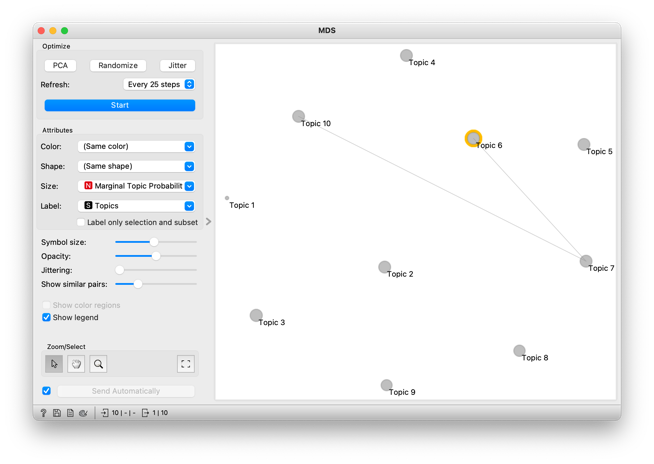 MDS
Optimize
PCA
Randomize
Jitter
Refresh:
Every 25 steps
Start
Attributes
Color:
(Same color)
Shape:
(Same shape)
Size:
N Marginal Topic Probabilit
Label:
S Topics
Label only selection and subset
Symbol size:
Opacity:
Jittering:
Show similar pairs:
Show color regions
Show legend
Zoom/Select
Send Automatically
? 10 | - | - 1 | 10
Topic 4
Topic 10
Topic 6
Topic 5
Topic 1
Topic 2
Topic 7
Topic 3
Topic 8
Topic 9